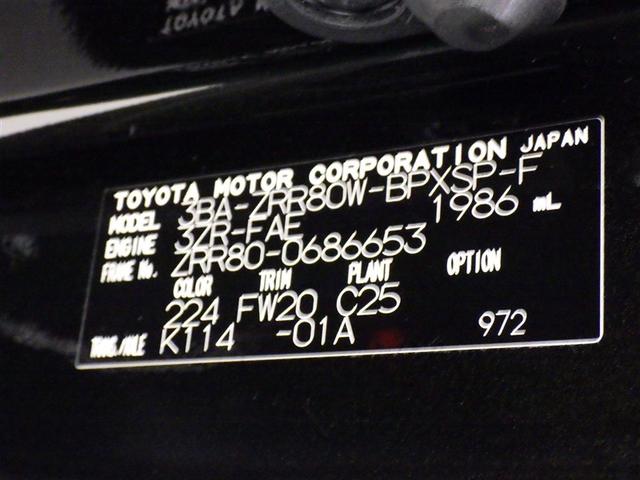 TOYOTA MOTOR CORPORATION JAPAN
MODEL 3BA-ZRR80W-BPXSP-F
ENGINE 3ZR-FAE 1986 mL
FRAME No. ZRR80-0686653
COLOR TRIM PLANT OPTION
224 FW20 C25
TRANS./AXLE K114 -01A 972